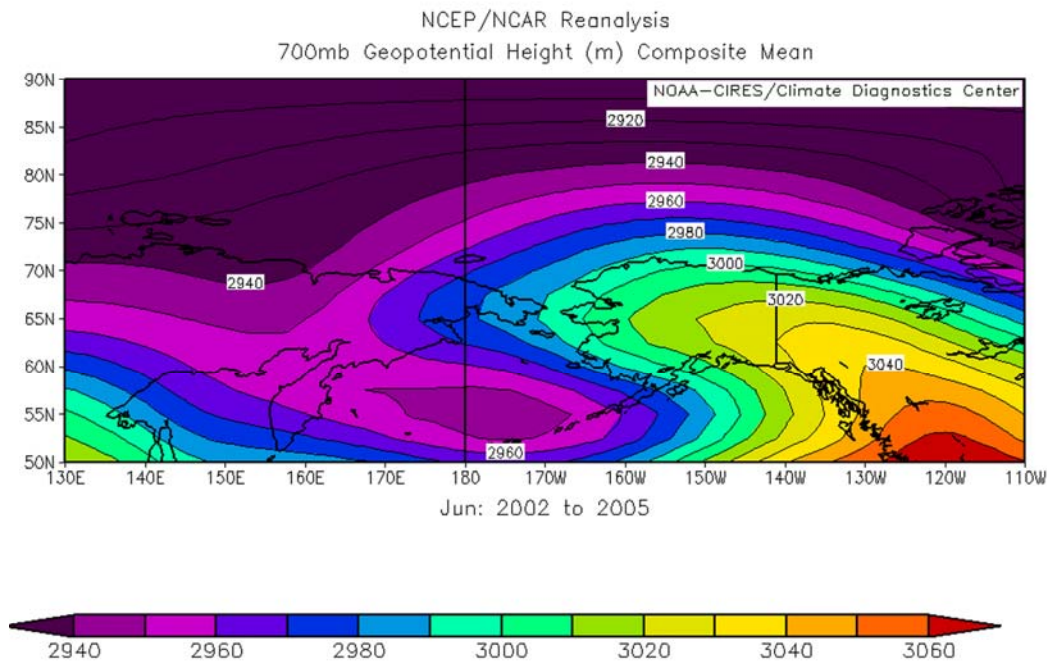 NCEP/NCAR Reanalysis
700mb Geopotential Height (m) Composite Mean
90N
NOAA-CIRES/Climate Diagnostics Center
85N
2920
80N
2940
75N
2960
2980
70N
2940
3000
3020
65N
60N
3040
55N
50N
2960
130E 140E 150E 160E 170E 180 170W 160W 150W 140W 130W 120W 110W
Jun: 2002 to 2005
2940 2960 2980 3000 3020 3040 3060